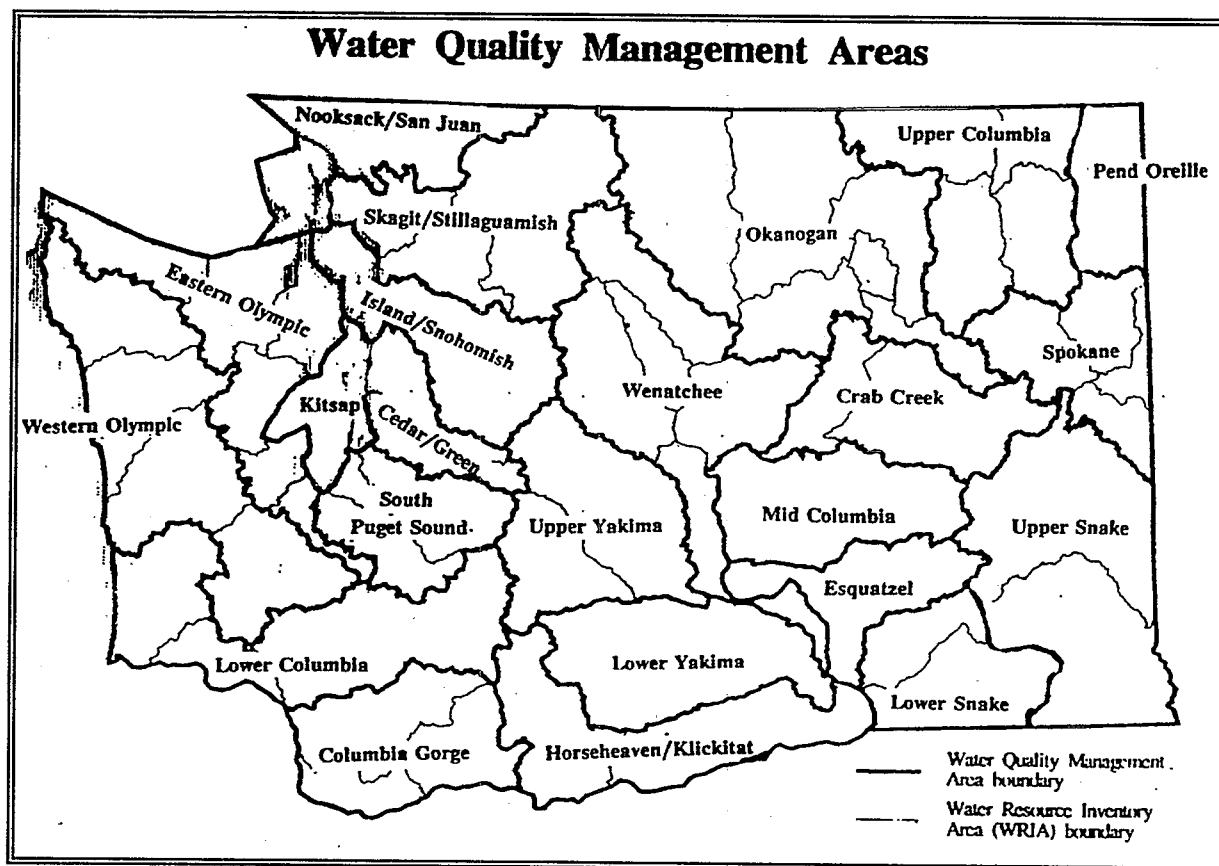 Water Quality Management Areas
Nooksack/San Juan
Upper Columbia
Pend Oreille
Skagit/Stillaguamish
Okanogan
Eastern Olympic
Island/Snohomish
Spokane
Wenatchee
Crab Creek
Kitsap
Western Olympic
Cedar/Green
South
Puget Sound
Upper Yakima
Mid Columbia
Upper Snake
Esquatzel
Lower Columbia
Lower Yakima
Lower Snake
Columbia Gorge
Horseheaven/Klickitat
Water Quality Management
Area boundary
Water Resource Inventory
Area (WRIA) boundary